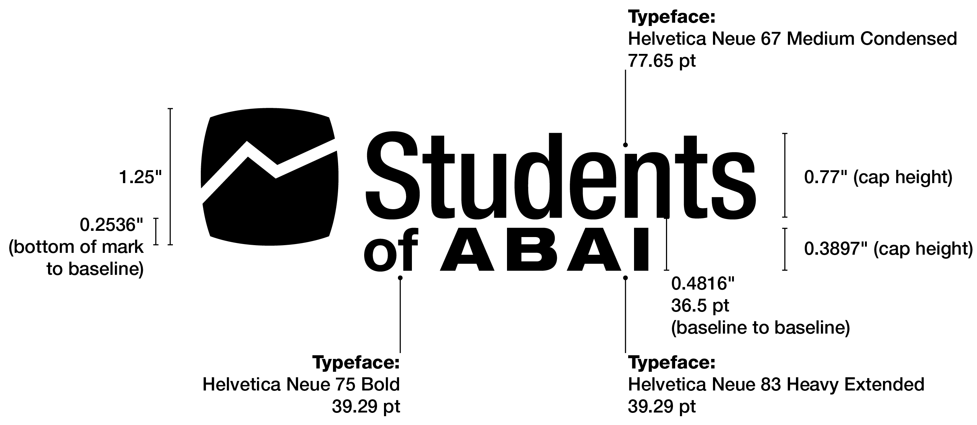 Typeface:
Helvetica Neue 67 Medium Condensed
77.65 pt
1.25"
0.2536"
(bottom of mark
to baseline)
Students
of ABAI
0.77" (cap height)
0.3897" (cap height)
0.4816"
36.5 pt
(baseline to baseline)
Typeface:
Helvetica Neue 75 Bold
39.29 pt
Typeface:
Helvetica Neue 83 Heavy Extended
39.29 pt